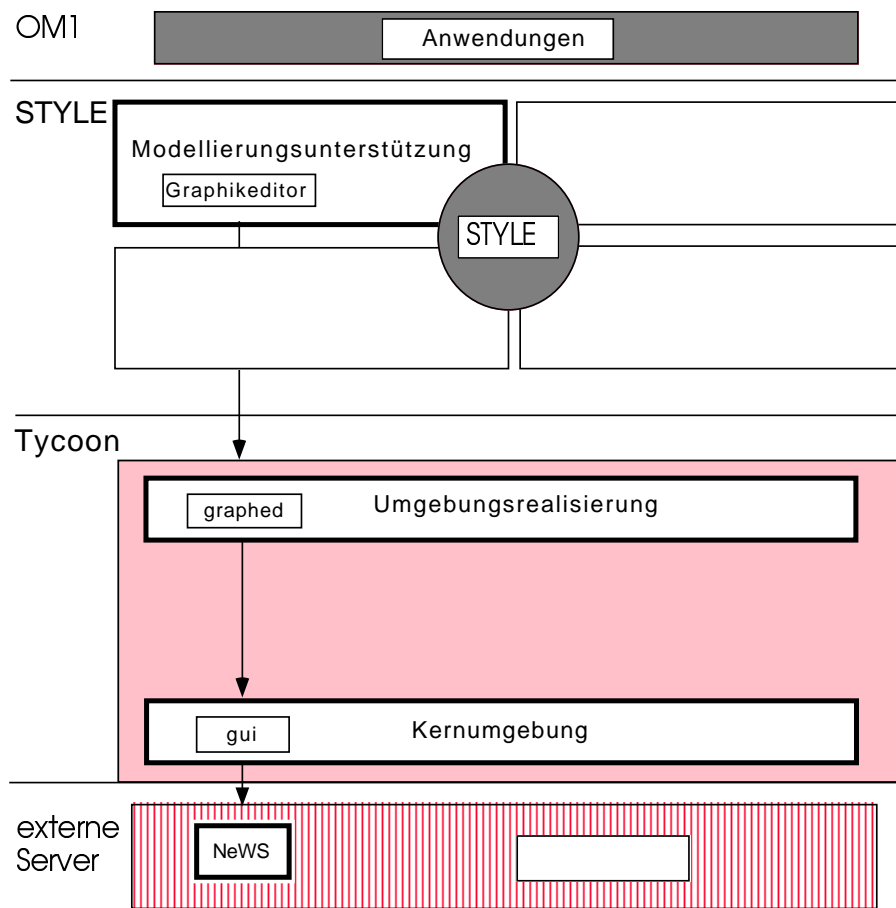 OM1
Anwendungen
STYLE
Modellierungsunterstützung
Graphikeditor
STYLE
Tycoon
graphed
Umgebungsrealisierung
gui
Kernumgebung
externe
Server
NeWS